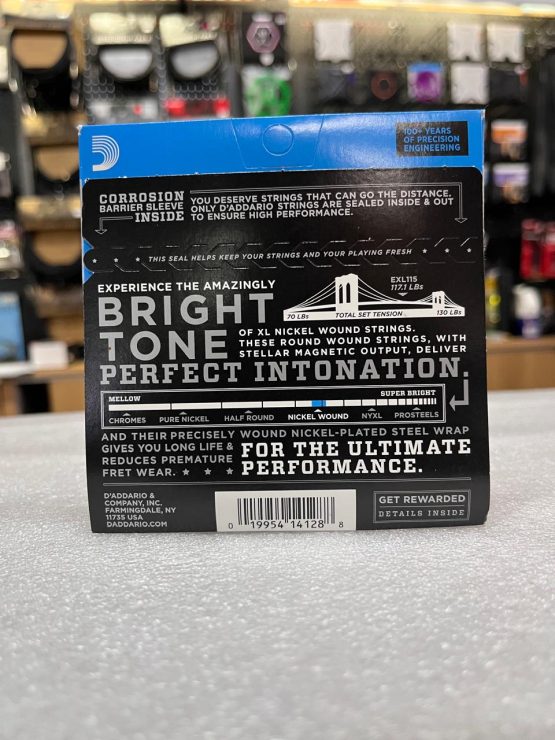 100+ YEARS
OF PRECISION
ENGINEERING
CORROSION
BARRIER SLEEVE
INSIDE
YOU DESERVE STRINGS THAT CAN GO THE DISTANCE.
ONLY D'ADDARIO STRINGS ARE SEALED INSIDE & OUT
TO ENSURE HIGH PERFORMANCE.
THIS SEAL HELPS KEEP YOUR STRINGS AND YOUR PLAYING FRESH
EXPERIENCE THE AMAZINGLY
BRIGHT
TONE
EXL115
117.1 LBs
70 LBs TOTAL SET TENSION 130 LBs
OF XL NICKEL WOUND STRINGS.
THESE ROUND WOUND STRINGS, WITH
STELLAR MAGNETIC OUTPUT, DELIVER
PERFECT INTONATION.
MELLOW SUPER BRIGHT
CHROMES PURE NICKEL HALF ROUND NICKEL WOUND NYXL PROSTEELS
AND THEIR PRECISELY WOUND NICKEL-PLATED STEEL WRAP
GIVES YOU LONG LIFE &
REDUCES PREMATURE
FRET WEAR.
FOR THE ULTIMATE
PERFORMANCE.
D'ADDARIO &
COMPANY, INC.
FARMINGDALE, NY
11735 USA
DADDARIO.COM
0 19954 14128 8
GET REWARDED
DETAILS INSIDE